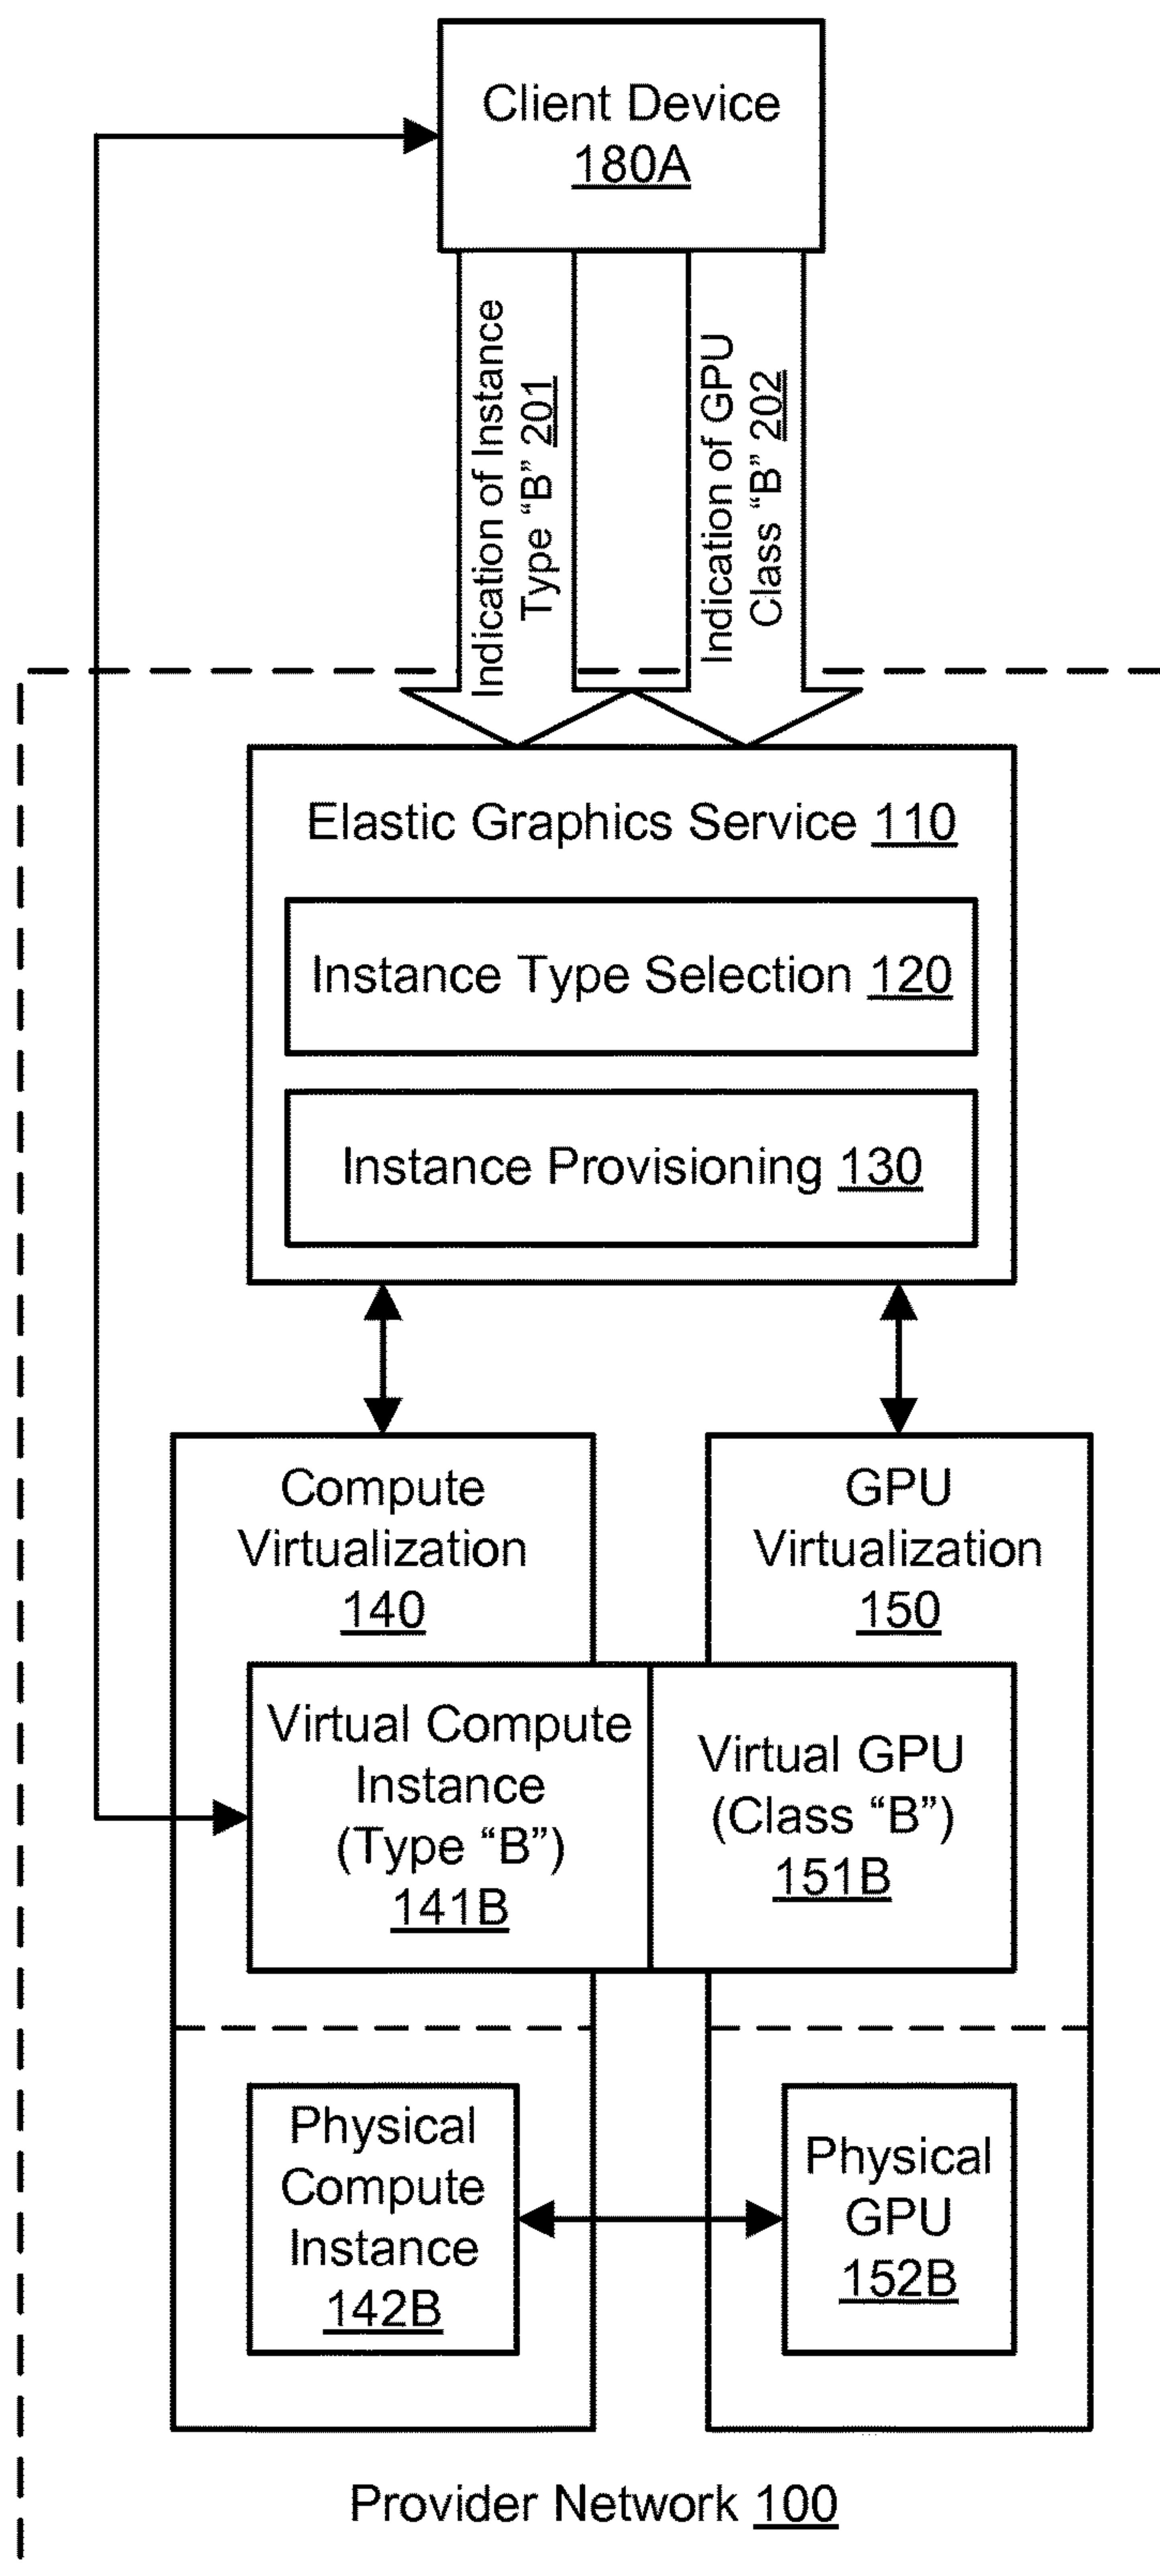 Client Device
180A
Indication of Instance
Type “B” 201
Indication of GPU
Class “B” 202
Elastic Graphics Service 110
Instance Type Selection 120
Instance Provisioning 130
Compute
Virtualization
140
GPU
Virtualization
150
Virtual Compute
Instance
(Type “B”)
141B
Virtual GPU
(Class “B”)
151B
Physical
Compute
Instance
142B
Physical
GPU
152B
Provider Network 100